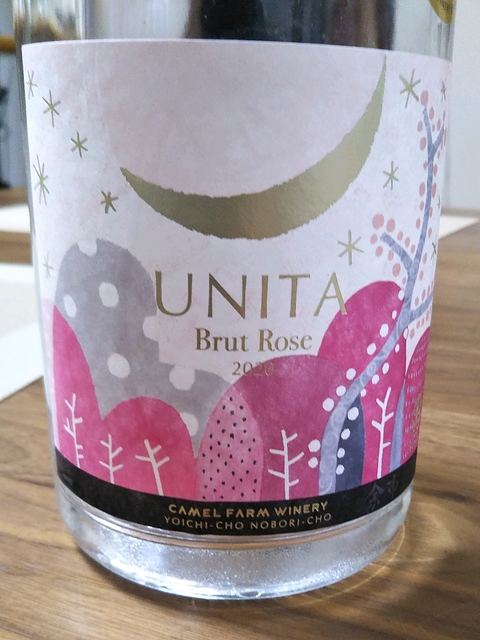 UNITA
Brut Rose
2020
CAMEL FARM WINERY
YOICHI-CHO NOBORI-CHO